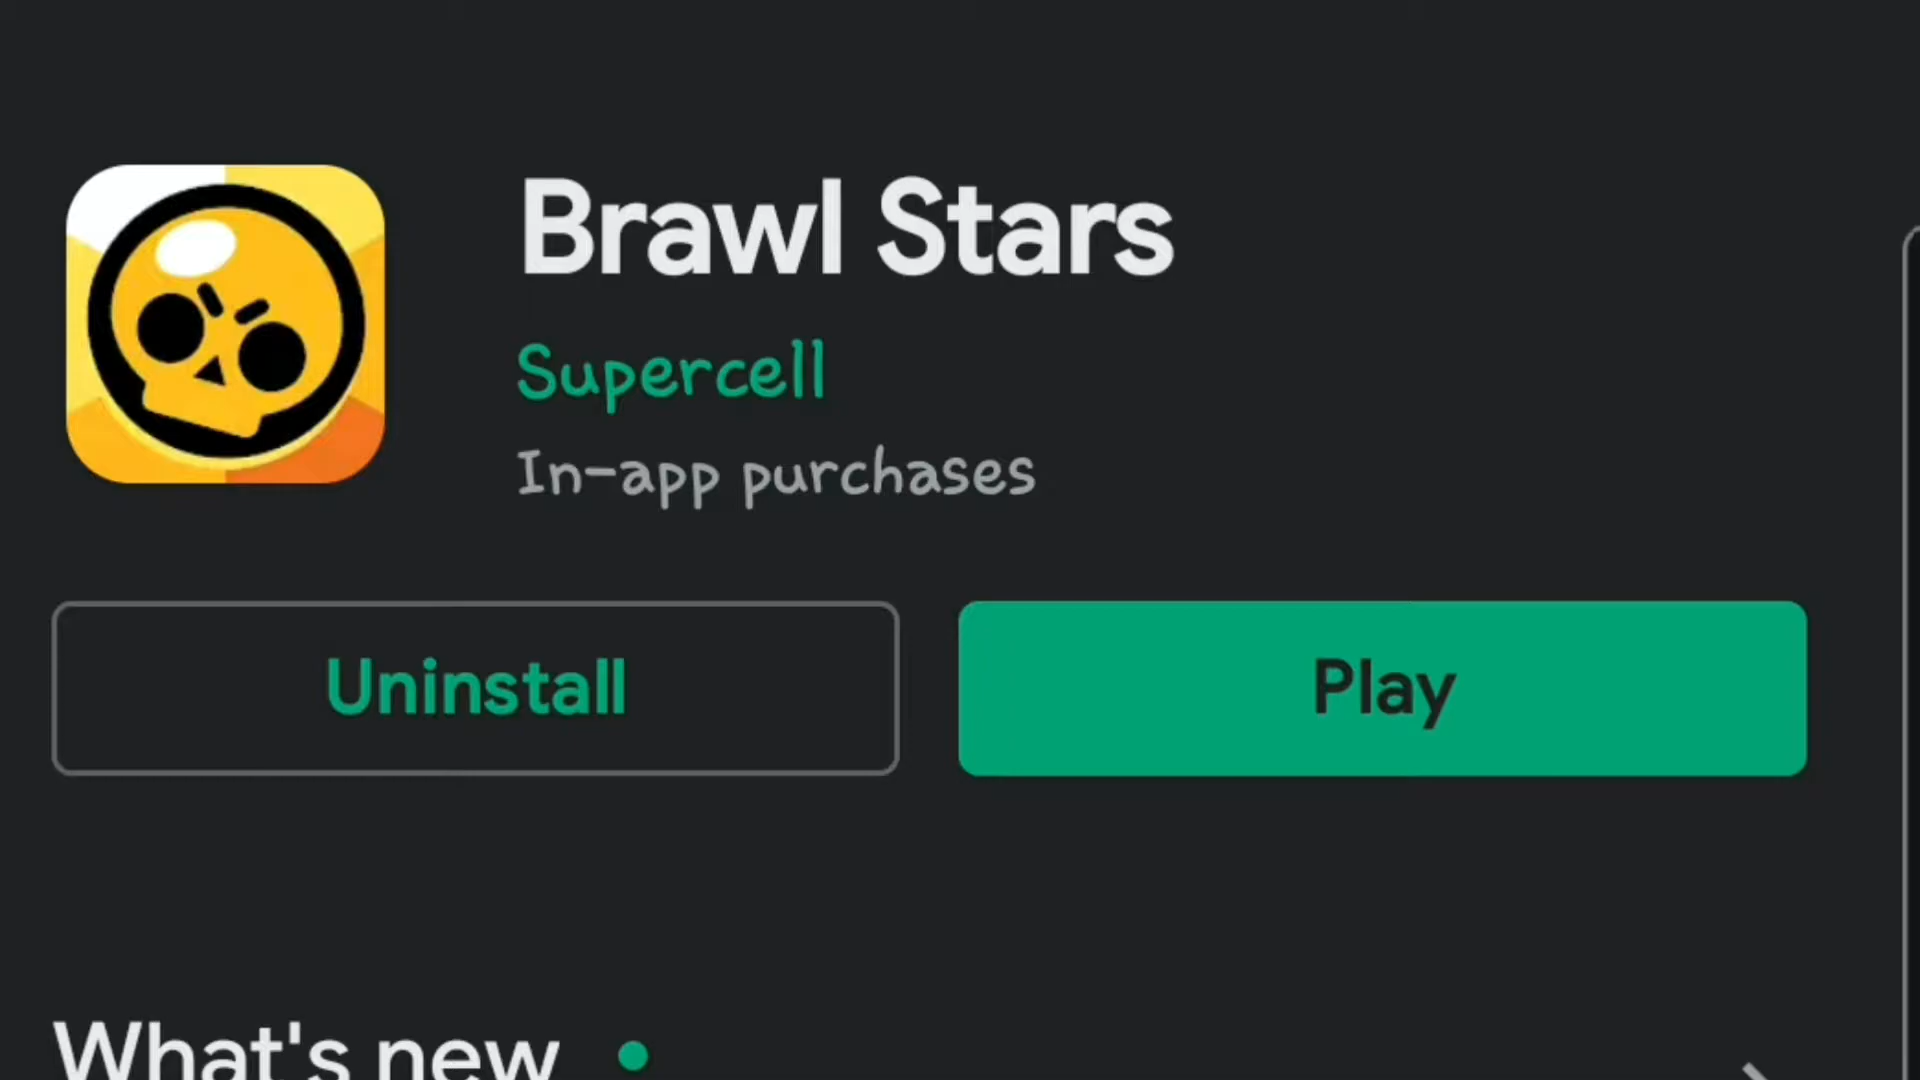 Brawl Stars
Supercell
In-app purchases
Uninstall
Play
What's new